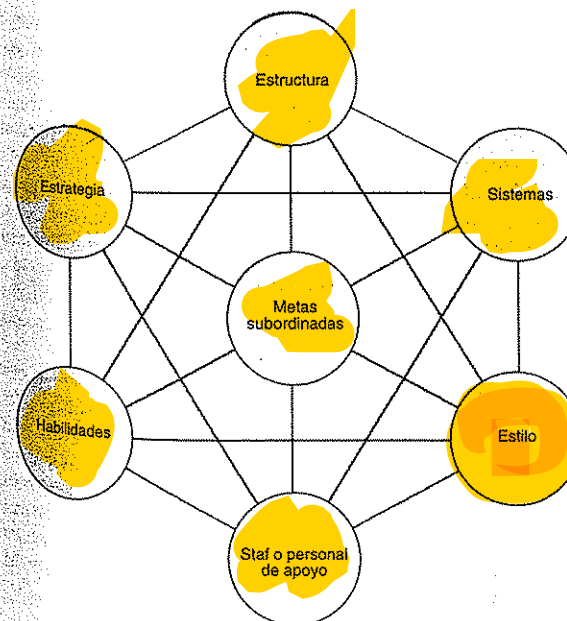 Estructura
Estrategia
Sistemas
Metas
subordinadas
Habilidades
Estilo
Staf o personal
de apoyo